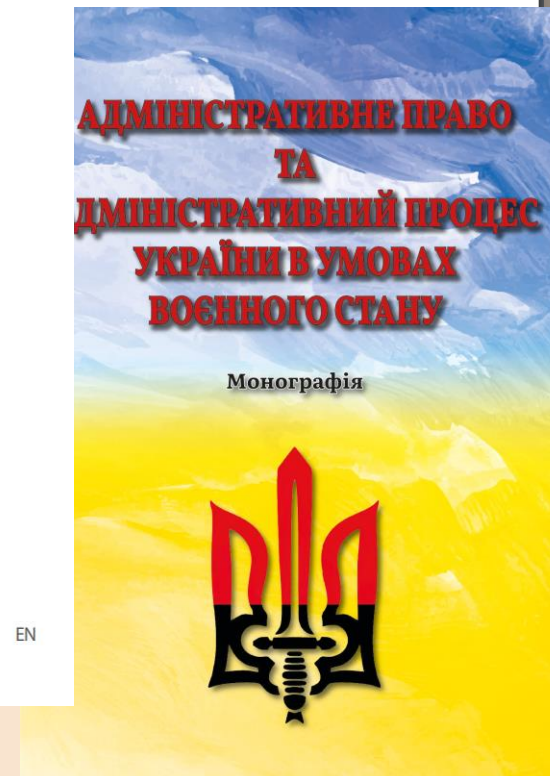 АДМІНІСТРАТИВНЕ ПРАВО
ТА
ДМІНІСТРАТИВНИЙ ПРОЦЕС
УКРАЇНИ В УМОВАХ
ВОЄННОГО СТАНУ
Монографія
EN